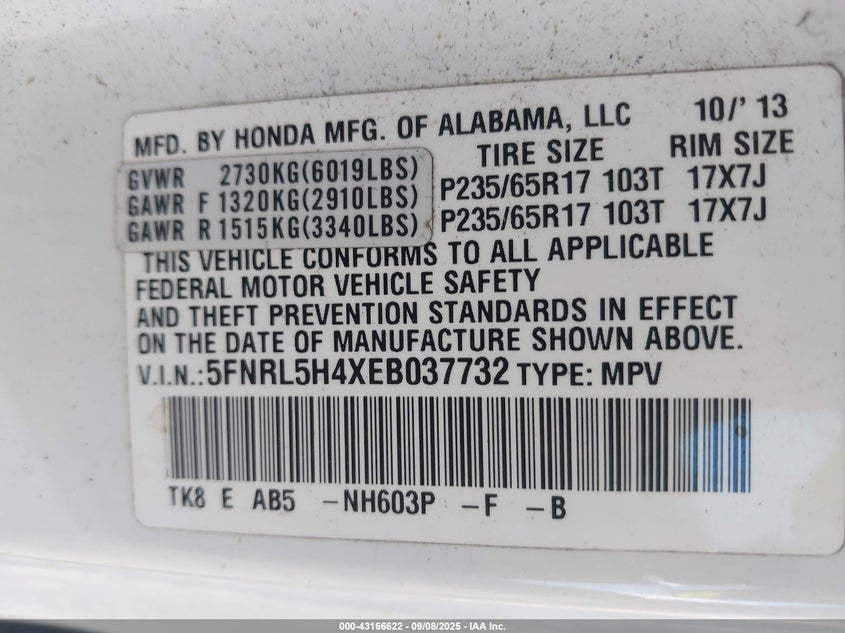 MFD. BY HONDA MFG. OF ALABAMA, LLC 10/' 13
TIRE SIZE RIM SIZE
GVWR 2730KG(6019LBS)
GAWR F 1320KG(2910LBS) P235/65R17 103T 17X7J
GAWR R 1515KG(3340LBS) P235/65R17 103T 17X7J
THIS VEHICLE CONFORMS TO ALL APPLICABLE
FEDERAL MOTOR VEHICLE SAFETY
AND THEFT PREVENTION STANDARDS IN EFFECT
ON THE DATE OF MANUFACTURE SHOWN ABOVE.
V.I.N.:5FNRL5H4XEB037732 TYPE: MPV
TK8 E AB5 -NH603P -F -B
000-43166622 - 09/08/2025 - IAA Inc.